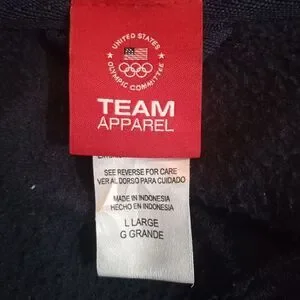 UNITED STATES
OLYMPIC COMMITTEE
TEAM
APPAREL
SEE REVERSE FOR CARE
VER AL DORSO PARA CUIDADO
MADE IN INDONESIA
HECHO EN INDONESIA
L LARGE
G GRANDE